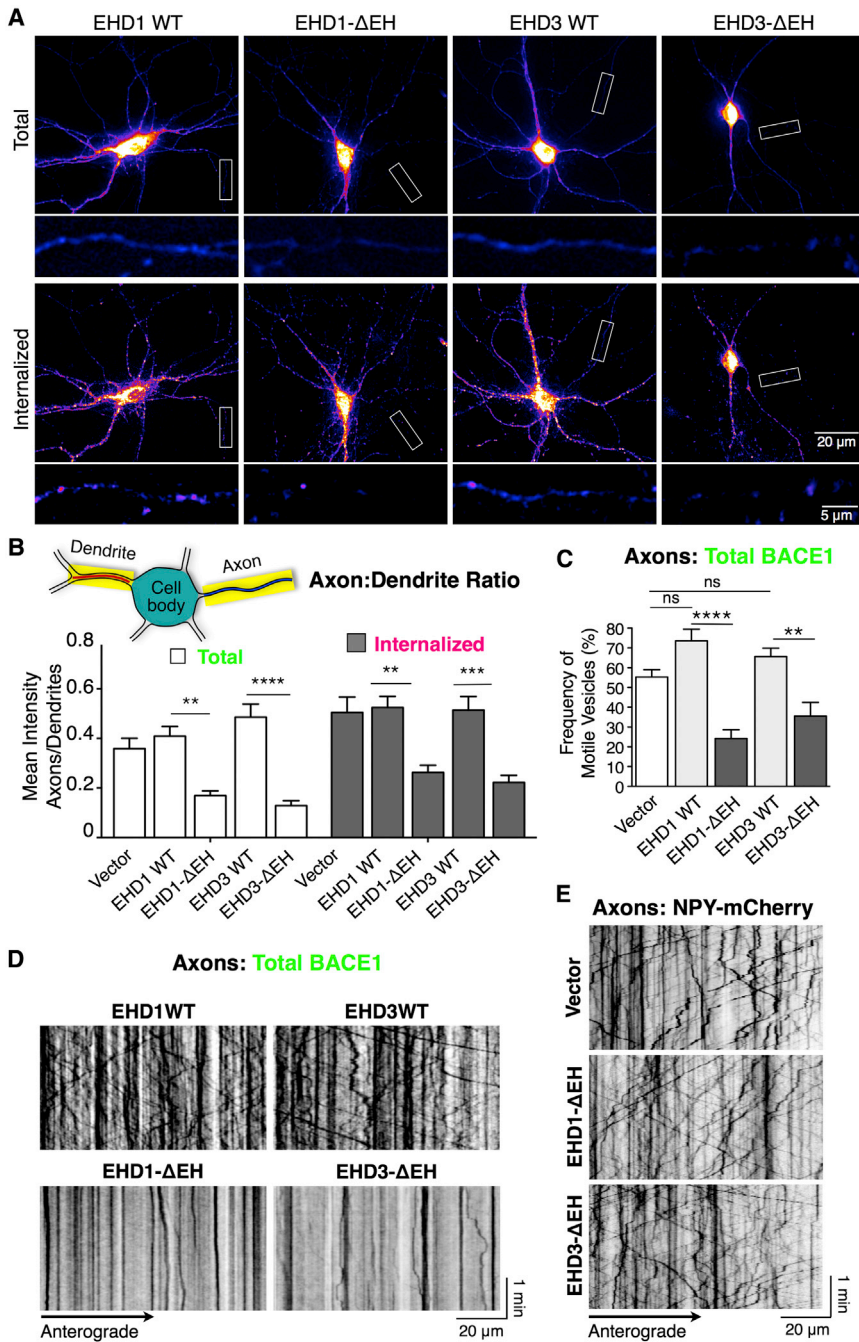 A
EHD1 WT EHD1-ΔEH EHD3 WT EHD3-ΔEH
Total
Internalized
20 µm
5 µm
B
Dendrite
Cell body
Axon
Axon:Dendrite Ratio
Total
Internalized
Mean Intensity
Axons/Dendrites
0.8
0.6
0.4
0.2
0
** **** ** ***
Vector EHD1 WT EHD1-ΔEH EHD3 WT EHD3-ΔEH Vector EHD1 WT EHD1-ΔEH EHD3 WT EHD3-ΔEH
C
Axons: Total BACE1
ns
ns **** **
Frequency of
Motile Vesicles (%)
80
70
60
50
40
30
20
10
0
Vector EHD1 WT EHD1-ΔEH EHD3 WT EHD3-ΔEH
D
Axons: Total BACE1
EHD1WT EHD3WT
EHD1-ΔEH EHD3-ΔEH
1 min
20 µm
Anterograde
E
Axons: NPY-mCherry
Vector
EHD1-ΔEH
EHD3-ΔEH
1 min
20 µm
Anterograde